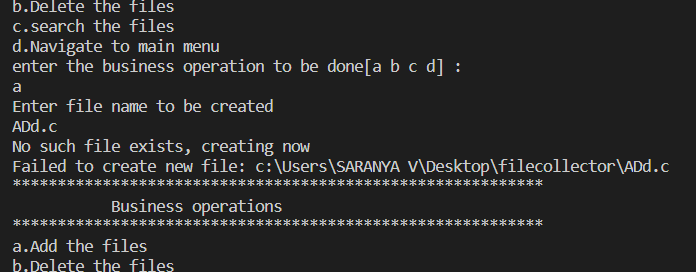 b.Delete the files
c.search the files
d.Navigate to main menu
enter the business operation to be done[a b c d] :
a
Enter file name to be created
ADd.c
No such file exists, creating now
Failed to create new file: c:\Users\SARANYA V\Desktop\filecollector\ADd.c
***********************************************************
Business operations
***********************************************************
a.Add the files
b.Delete the files